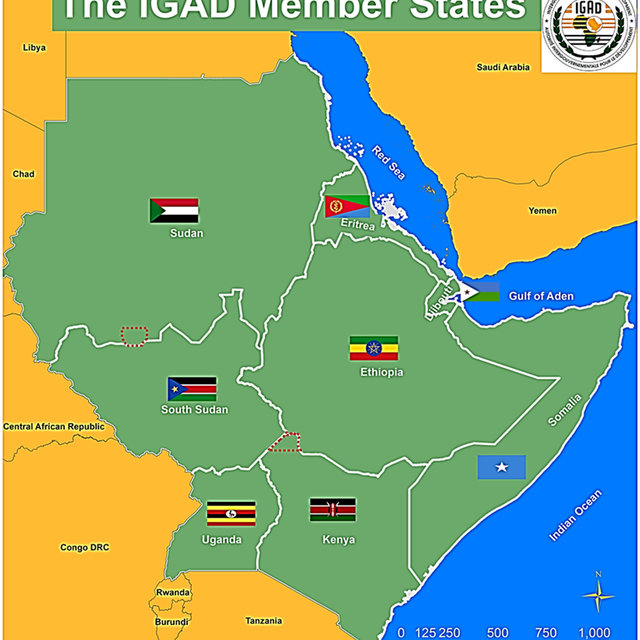 The IGAD Member States
IGAD
Libya
Saudi Arabia
Chad
Red Sea
Yemen
Sudan
Eritrea
Djibouti
Gulf of Aden
Ethiopia
South Sudan
Somalia
Central African Republic
Indian Ocean
Uganda
Kenya
Congo DRC
N
Rwanda
Burundi
Tanzania
0 125 250 500 750 1,000